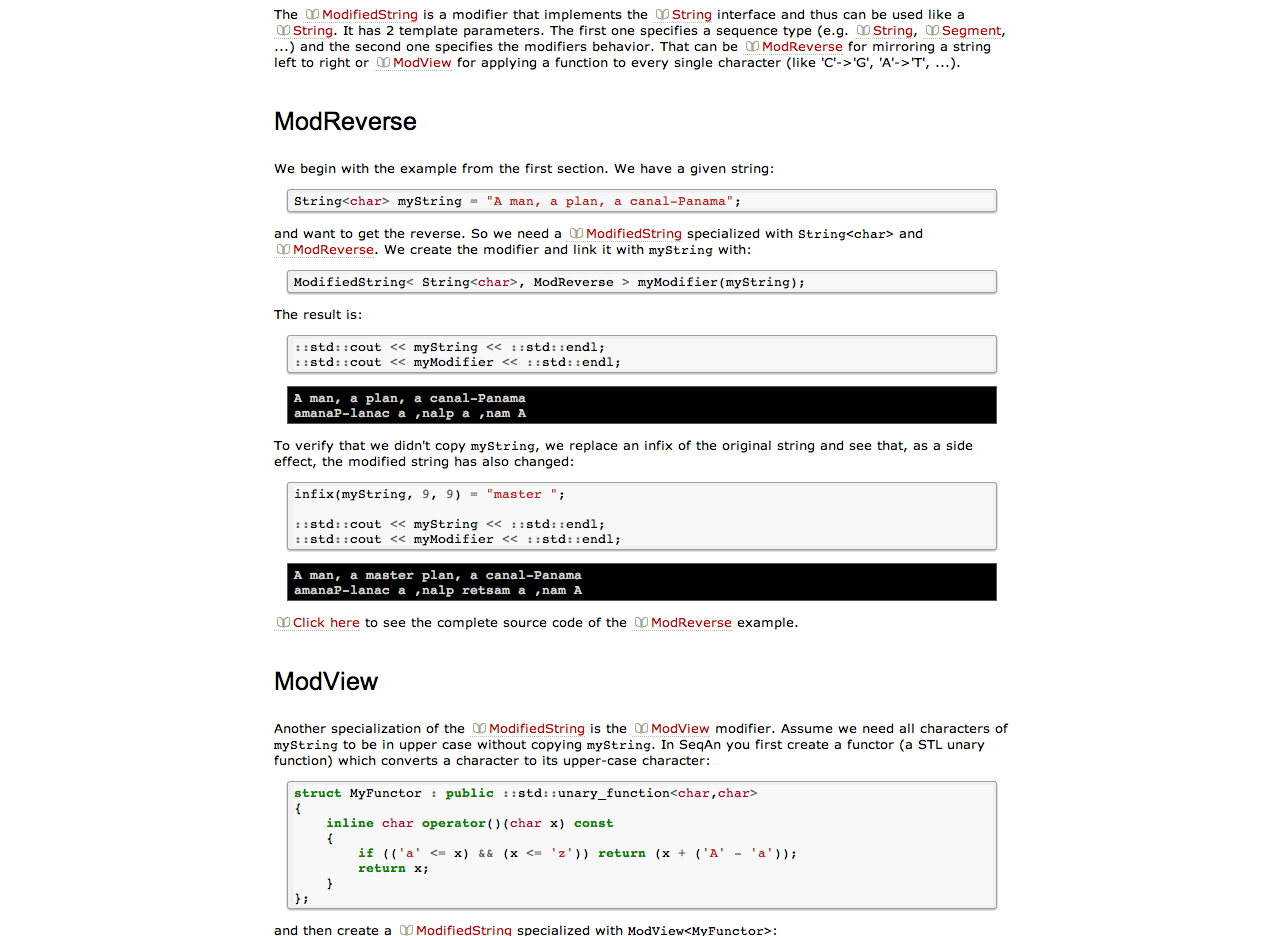 The ModifiedString is a modifier that implements the String interface and thus can be used like a
String. It has 2 template parameters. The first one specifies a sequence type (e.g. String, Segment,
...) and the second one specifies the modifiers behavior. That can be ModReverse for mirroring a string
left to right or ModView for applying a function to every single character (like 'C'->'G', 'A'->'T', ...).
ModReverse
We begin with the example from the first section. We have a given string:
String<char> myString = "A man, a plan, a canal-Panama";
and want to get the reverse. So we need a ModifiedString specialized with String<char> and
ModReverse. We create the modifier and link it with myString with:
ModifiedString< String<char>, ModReverse > myModifier(myString);
The result is:
::std::cout << myString << ::std::endl;
::std::cout << myModifier << ::std::endl;
A man, a plan, a canal-Panama
amanaP-lanac a ,nalp a ,nam A
To verify that we didn't copy myString, we replace an infix of the original string and see that, as a side
effect, the modified string has also changed:
infix(myString, 9, 9) = "master ";
::std::cout << myString << ::std::endl;
::std::cout << myModifier << ::std::endl;
A man, a master plan, a canal-Panama
amanaP-lanac a ,nalp retsam a ,nam A
Click here to see the complete source code of the ModReverse example.
ModView
Another specialization of the ModifiedString is the ModView modifier. Assume we need all characters of
myString to be in upper case without copying myString. In SeqAn you first create a functor (a STL unary
function) which converts a character to its upper-case character:
struct MyFunctor : public ::std::unary_function<char,char>
{
    inline char operator()(char x) const
    {
        if (('a' <= x) && (x <= 'z')) return (x + ('A' - 'a'));
        return x;
    }
};
and then create a ModifiedString specialized with ModView<MyFunctor>: